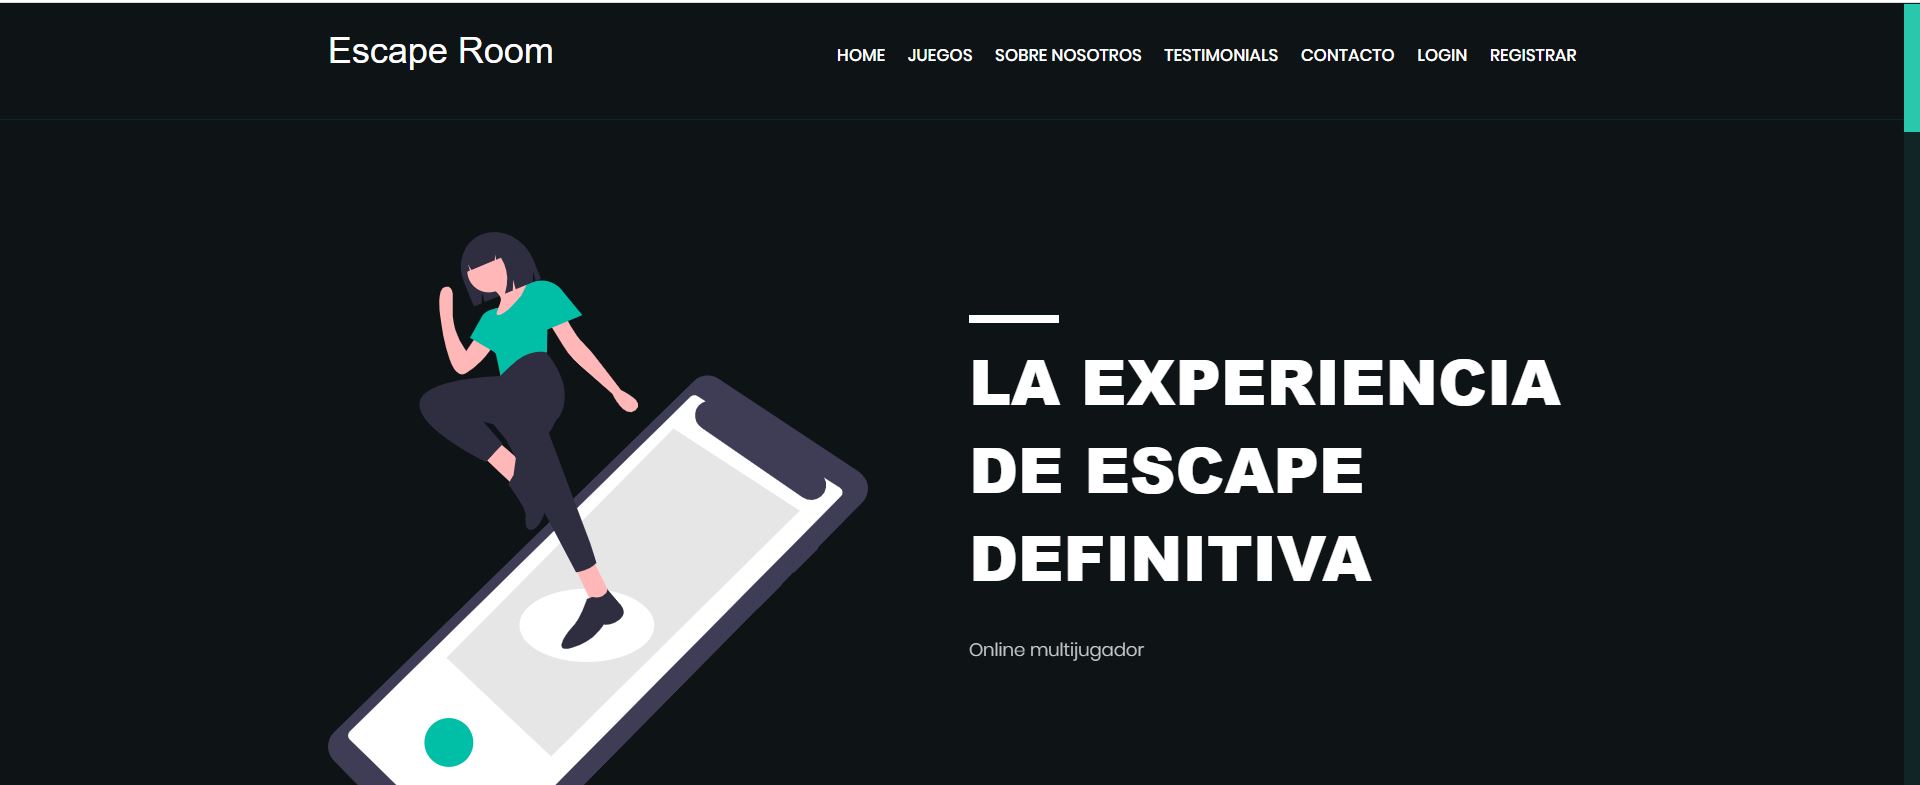 Escape Room
HOME JUEGOS SOBRE NOSOTROS TESTIMONIALS CONTACTO LOGIN REGISTRAR
LA EXPERIENCIA
DE ESCAPE
DEFINITIVA
Online multijugador